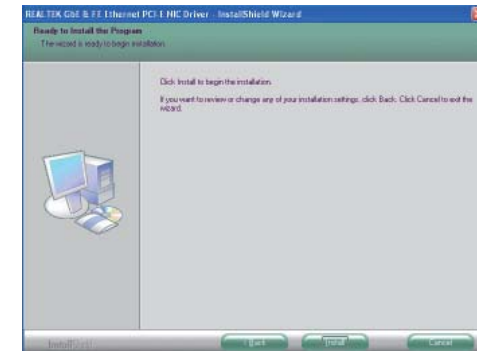 REALTEK GbE & FE Ethernet PCI-E NIC Driver - InstallShield Wizard
Ready to Install the Program
The wizard is ready to begin installation.
Click Install to begin the installation.
If you want to review or change any of your installation settings, click Back. Click Cancel to exit the
wizard.
InstallShield
< Back
Install
Cancel